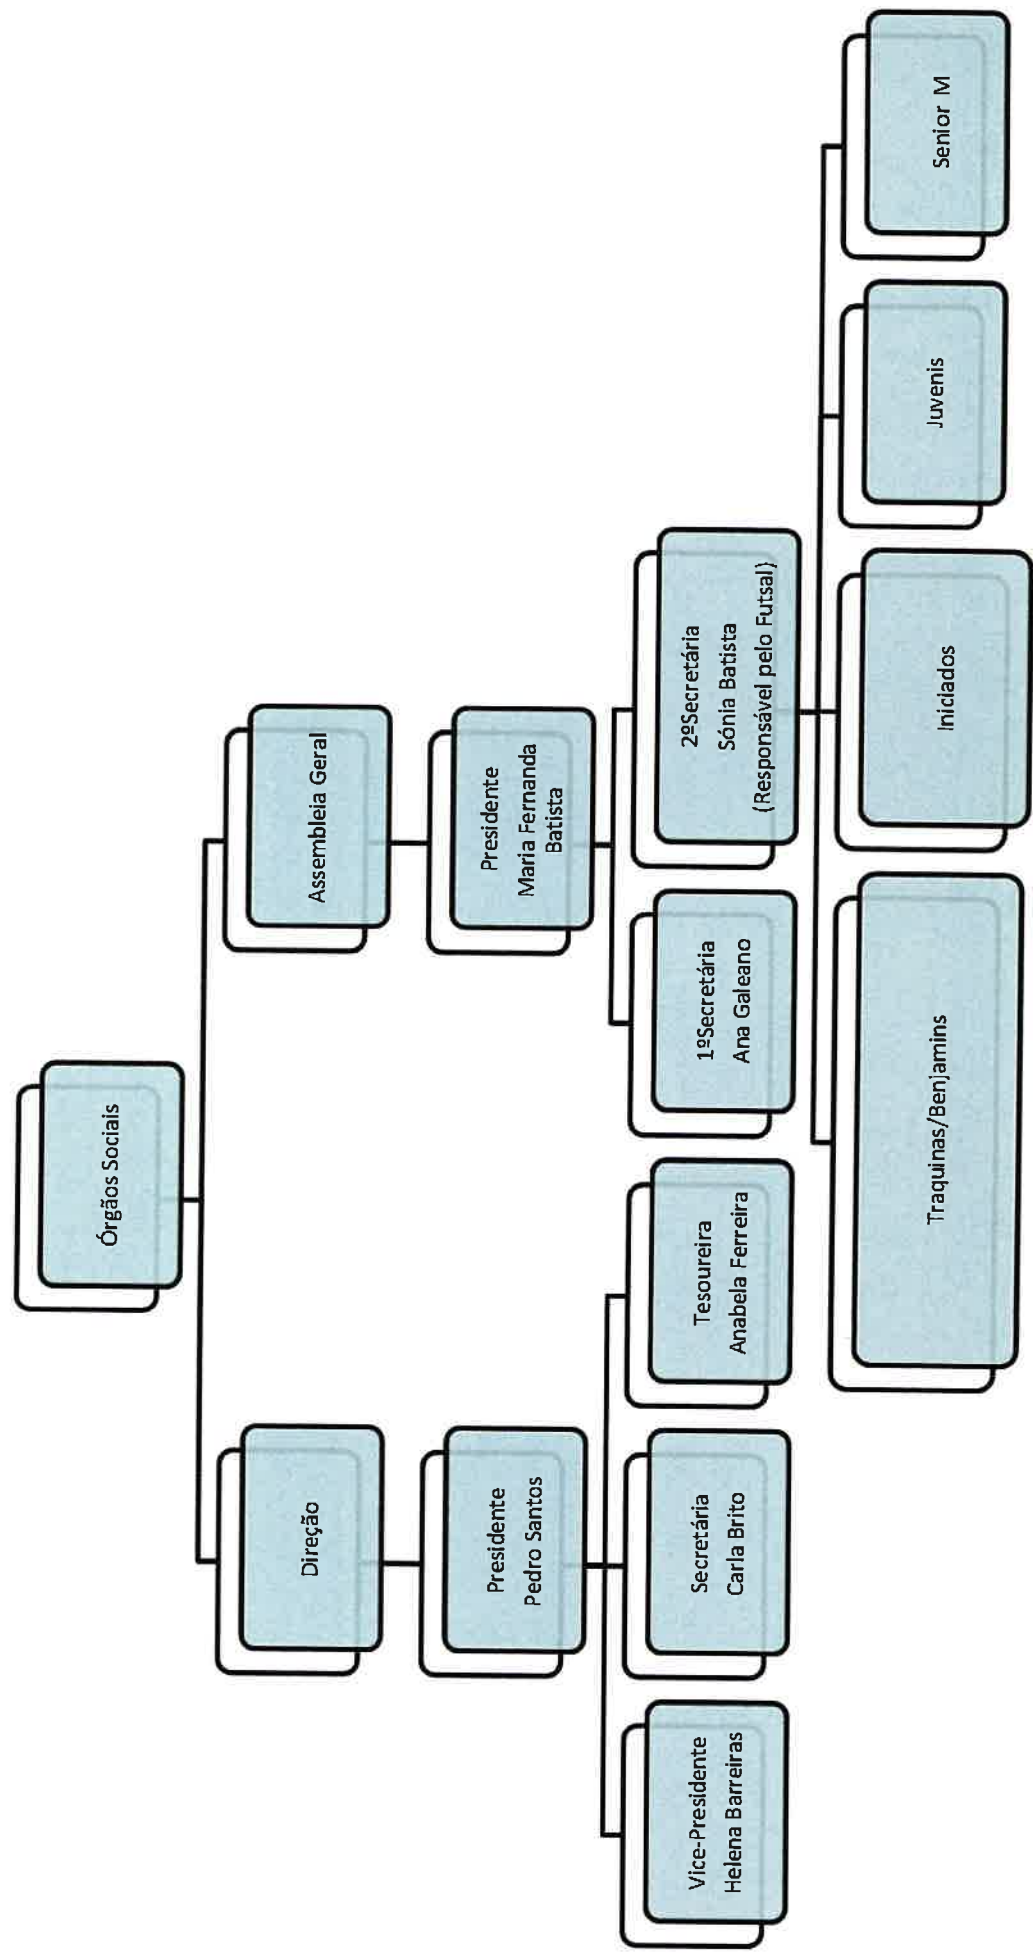 Órgãos Sociais
Direção
Assembleia Geral
Presidente
Pedro Santos
Presidente
Maria Fernanda
Batista
Vice-Presidente
Helena Barreiras
Secretária
Carla Brito
Tesoureira
Anabela Ferreira
1ºSecretária
Ana Galeano
2ºSecretária
Sónia Batista
(Responsável pelo Futsal)
Traquinas/Benjamins
Iniciados
Juvenis
Senior M